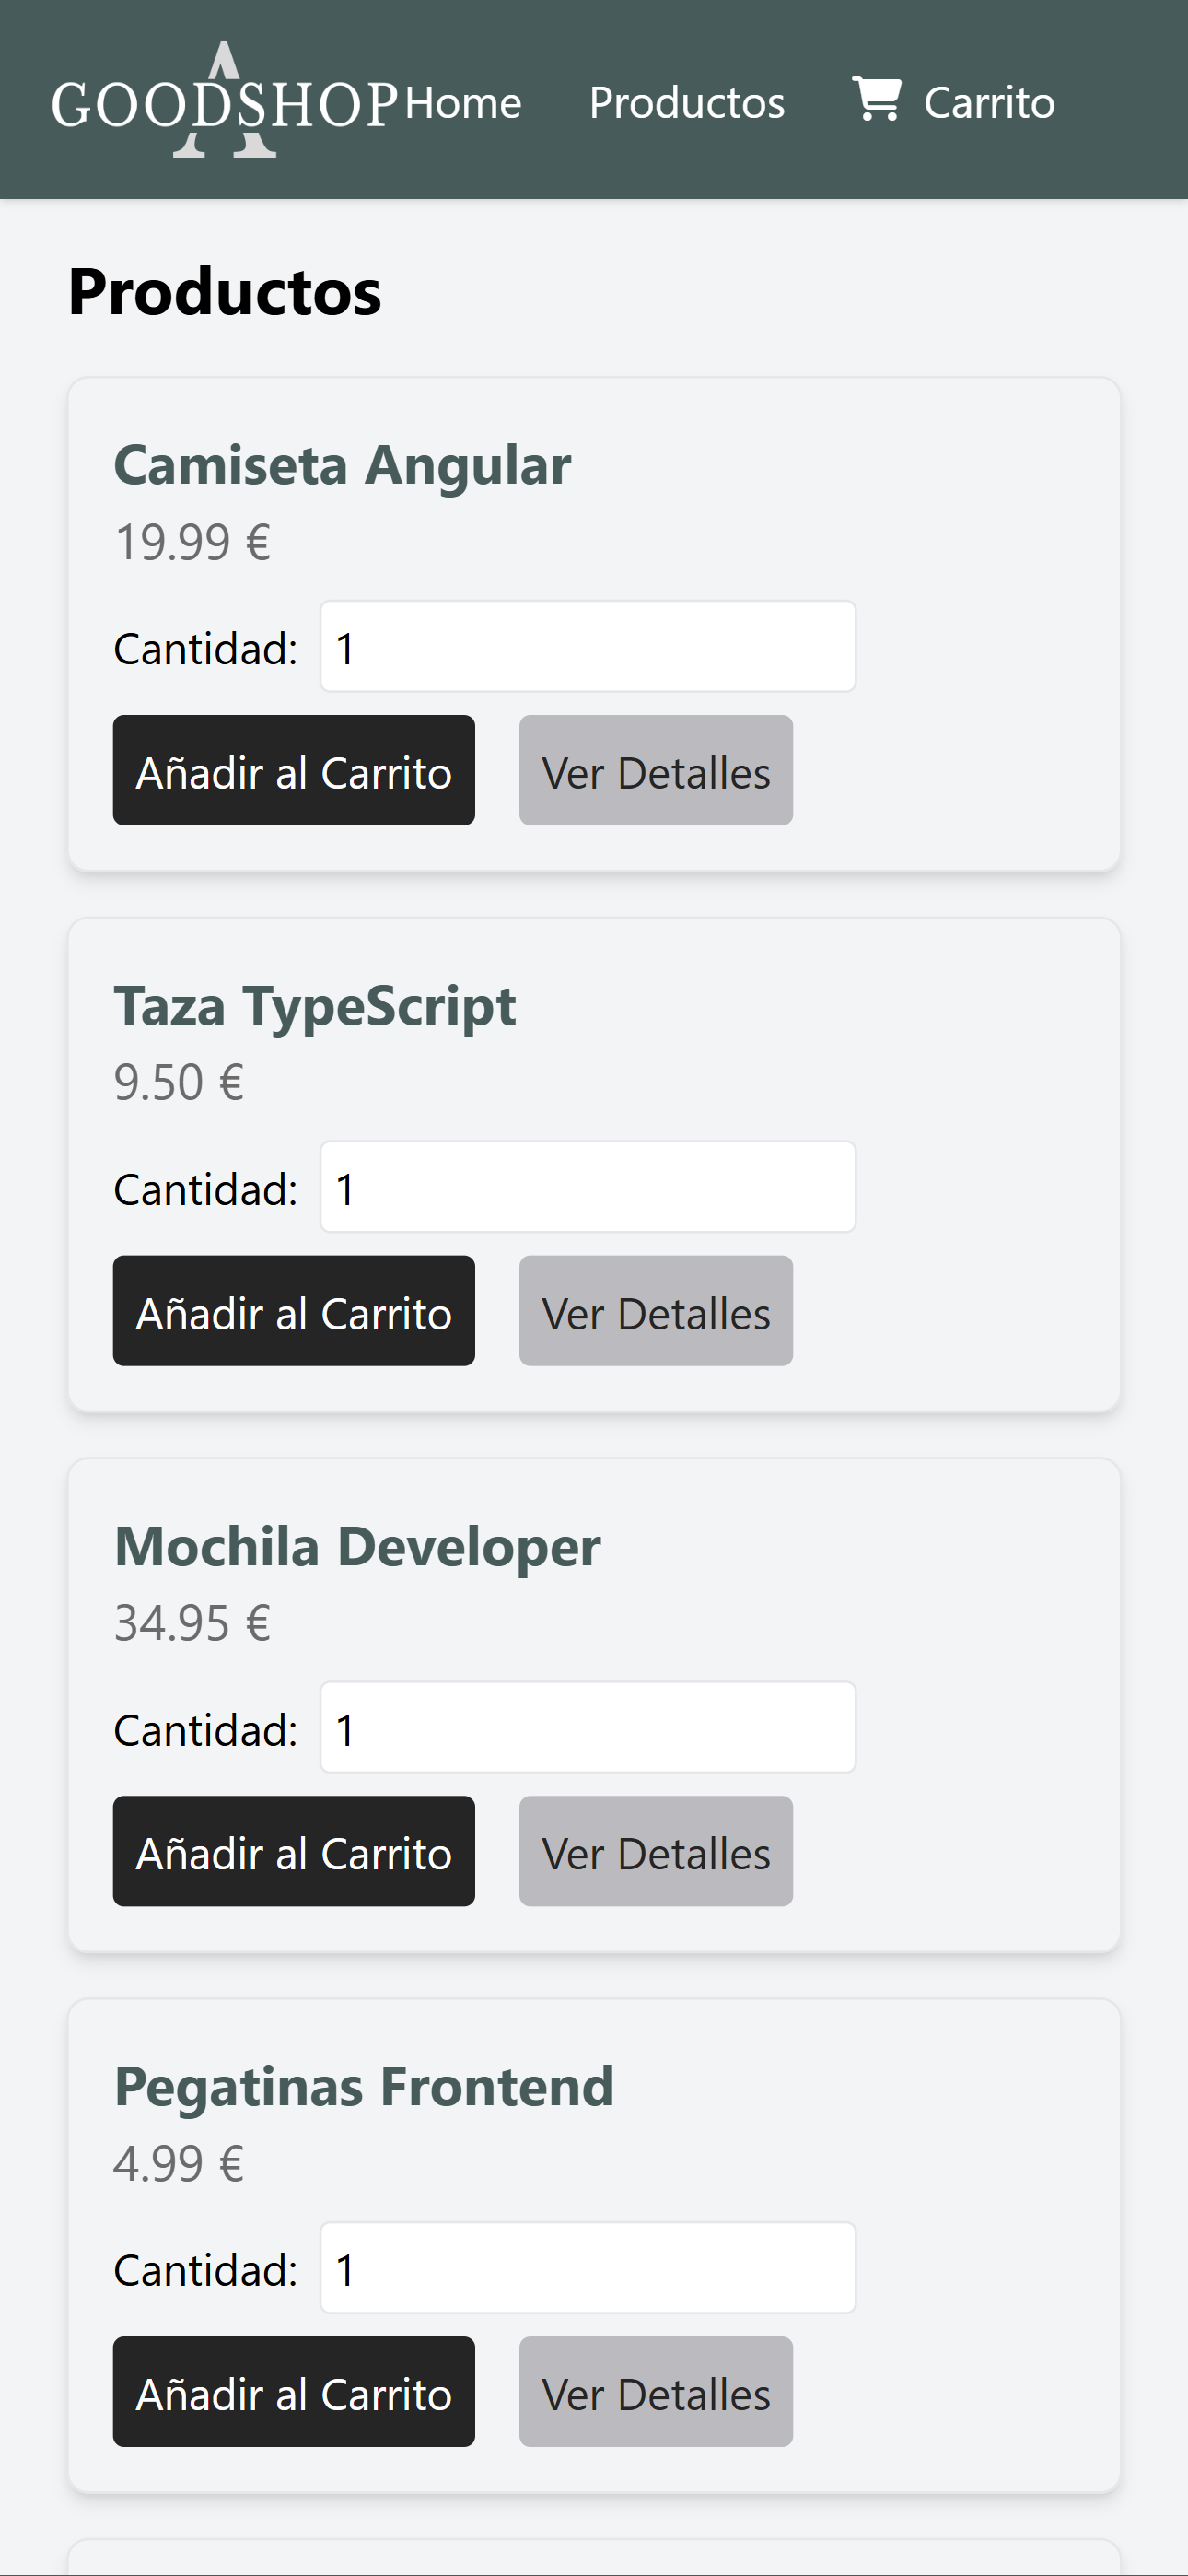 GOODSHOP Home Productos Carrito
Productos
Camiseta Angular
19.99 €
Cantidad: 1
Añadir al Carrito Ver Detalles
Taza TypeScript
9.50 €
Cantidad: 1
Añadir al Carrito Ver Detalles
Mochila Developer
34.95 €
Cantidad: 1
Añadir al Carrito Ver Detalles
Pegatinas Frontend
4.99 €
Cantidad: 1
Añadir al Carrito Ver Detalles